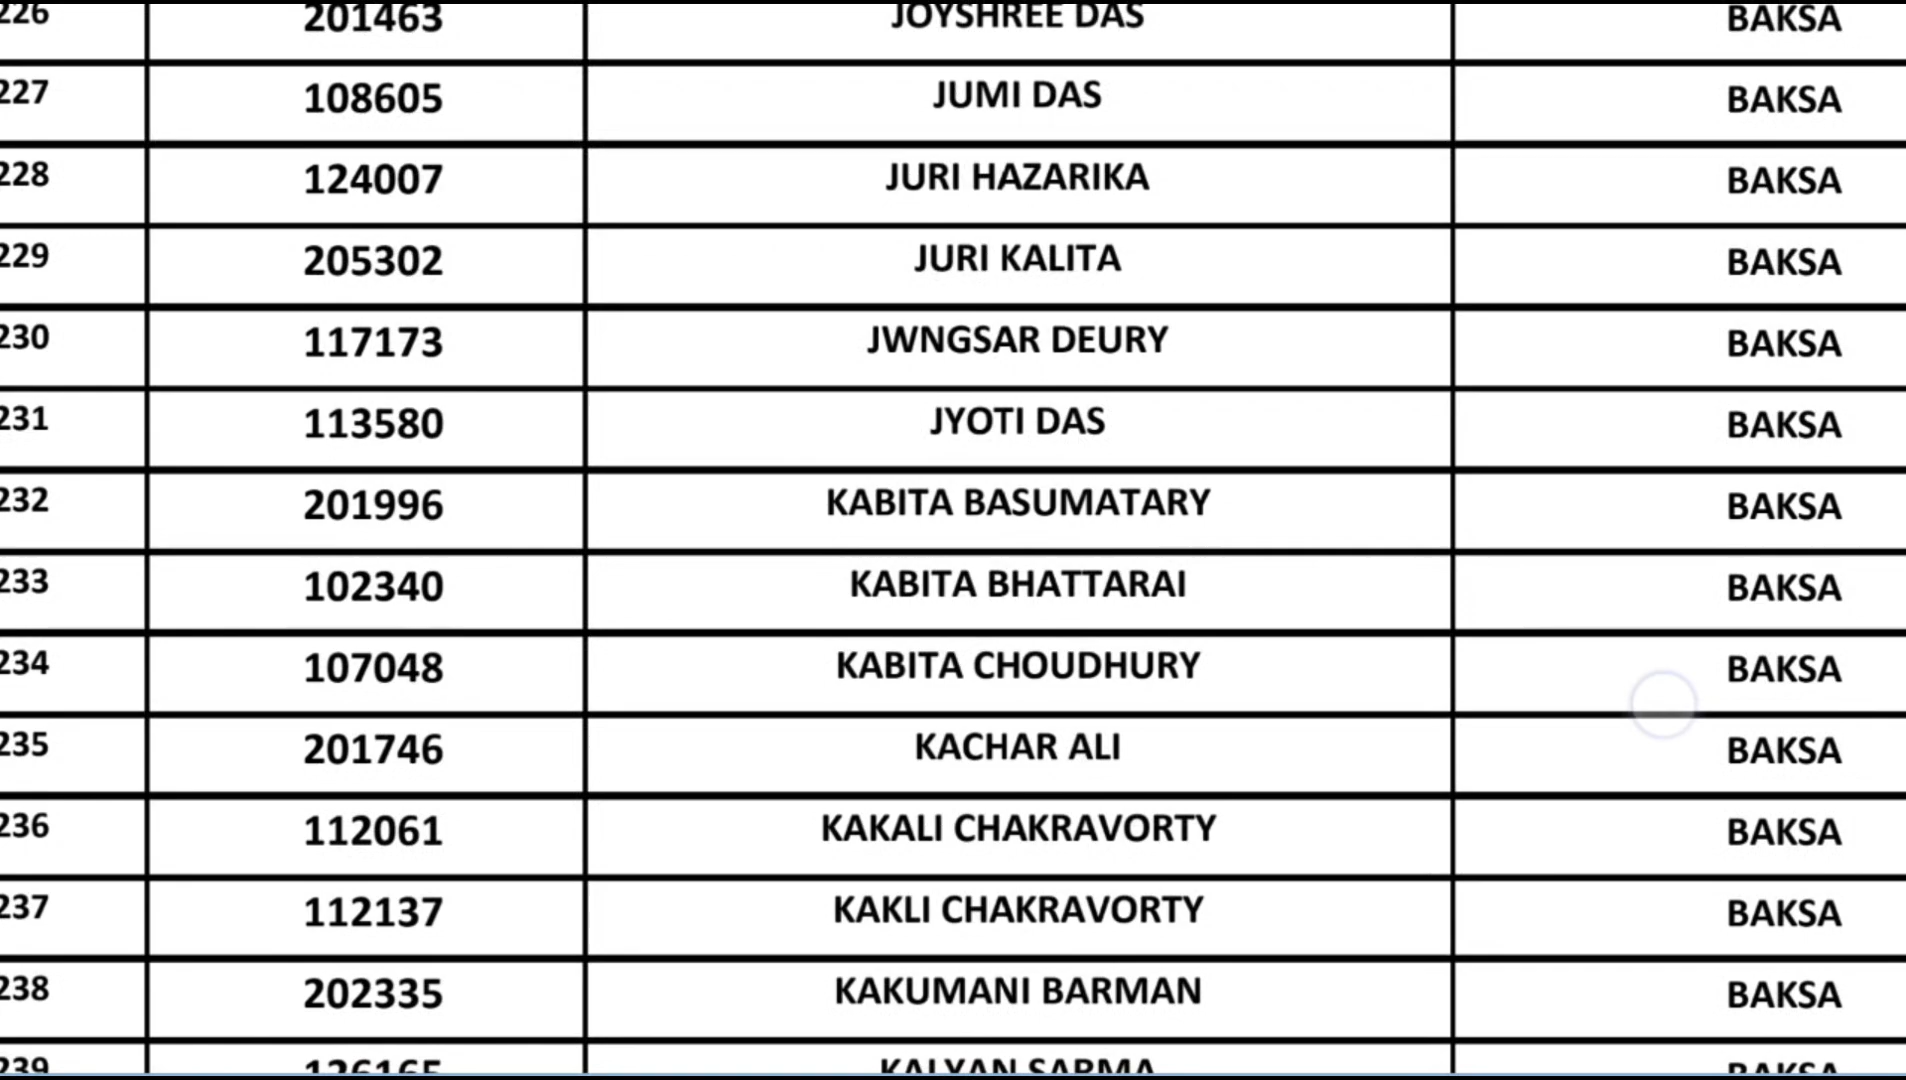 226 201463 JOYSHREE DAS BAKSA
227 108605 JUMI DAS BAKSA
228 124007 JURI HAZARIKA BAKSA
229 205302 JURI KALITA BAKSA
230 117173 JWNGSAR DEURY BAKSA
231 113580 JYOTI DAS BAKSA
232 201996 KABITA BASUMATARY BAKSA
233 102340 KABITA BHATTARAI BAKSA
234 107048 KABITA CHOUDHURY BAKSA
235 201746 KACHAR ALI BAKSA
236 112061 KAKALI CHAKRAVORTY BAKSA
237 112137 KAKLI CHAKRAVORTY BAKSA
238 202335 KAKUMANI BARMAN BAKSA
239 126165 KALYAN SARMA BAKSA